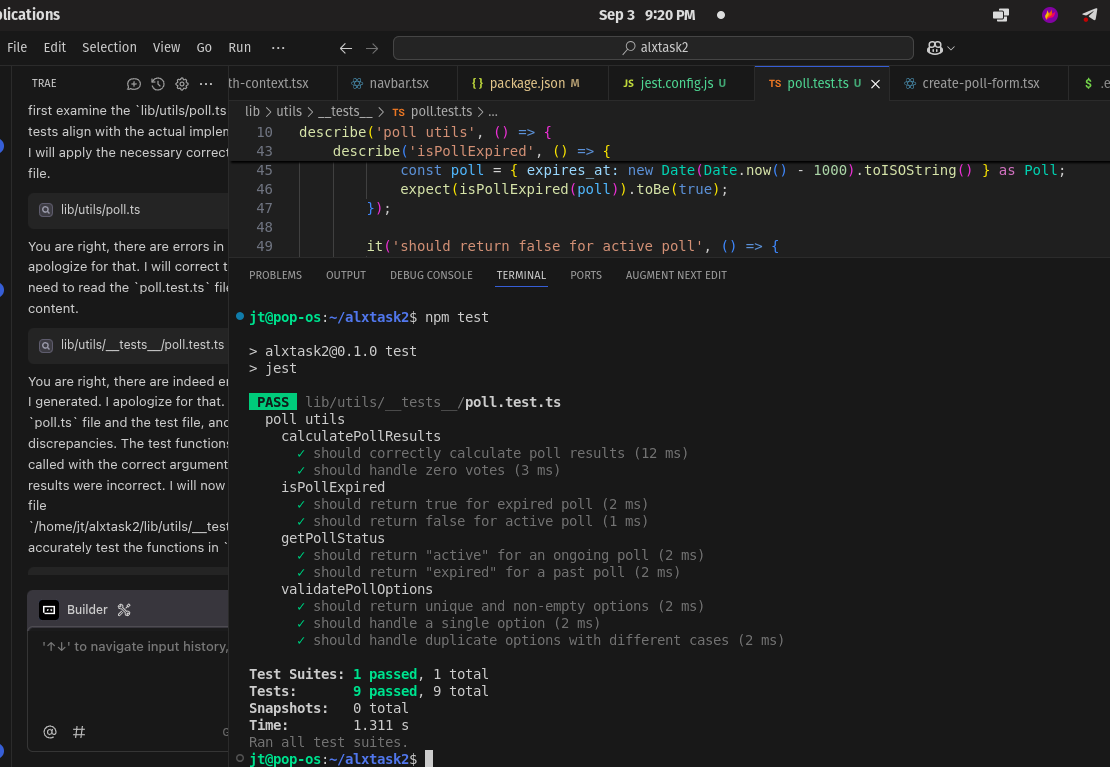 plications
Sep 3 9:20 PM
File Edit Selection View Go Run ···
alxtask2
TRAE
th-context.tsx
navbar.tsx
{ } package.json M
JS jest.config.js U
TS poll.test.ts U
create-poll-form.tsx
$ .e
lib > utils > __tests__ > TS poll.test.ts > ...
first examine the `lib/utils/poll.ts
tests align with the actual implem
I will apply the necessary correct
file.
lib/utils/poll.ts
You are right, there are errors in
apologize for that. I will correct t
need to read the `poll.test.ts` file
content.
lib/utils/__tests__/poll.test.ts
You are right, there are indeed er
I generated. I apologize for that.
`poll.ts` file and the test file, and
discrepancies. The test functions
called with the correct argument
results were incorrect. I will now
file
`/home/jt/alxtask2/lib/utils/__test
accurately test the functions in `
Builder
'↑↓' to navigate input history,
@ #
10 describe('poll utils', () => {
43 describe('isPollExpired', () => {
45 const poll = { expires_at: new Date(Date.now() - 1000).toISOString() } as Poll;
46 expect(isPollExpired(poll)).toBe(true);
47 });
48
49 it('should return false for active poll', () => {
PROBLEMS OUTPUT DEBUG CONSOLE TERMINAL PORTS AUGMENT NEXT EDIT
jt@pop-os:~/alxtask2$ npm test
> alxtask2@0.1.0 test
> jest
PASS lib/utils/__tests__/poll.test.ts
poll utils
calculatePollResults
✓ should correctly calculate poll results (12 ms)
✓ should handle zero votes (3 ms)
isPollExpired
✓ should return true for expired poll (2 ms)
✓ should return false for active poll (1 ms)
getPollStatus
✓ should return "active" for an ongoing poll (2 ms)
✓ should return "expired" for a past poll (2 ms)
validatePollOptions
✓ should return unique and non-empty options (2 ms)
✓ should handle a single option (2 ms)
✓ should handle duplicate options with different cases (2 ms)
Test Suites: 1 passed, 1 total
Tests: 9 passed, 9 total
Snapshots: 0 total
Time: 1.311 s
Ran all test suites.
jt@pop-os:~/alxtask2$